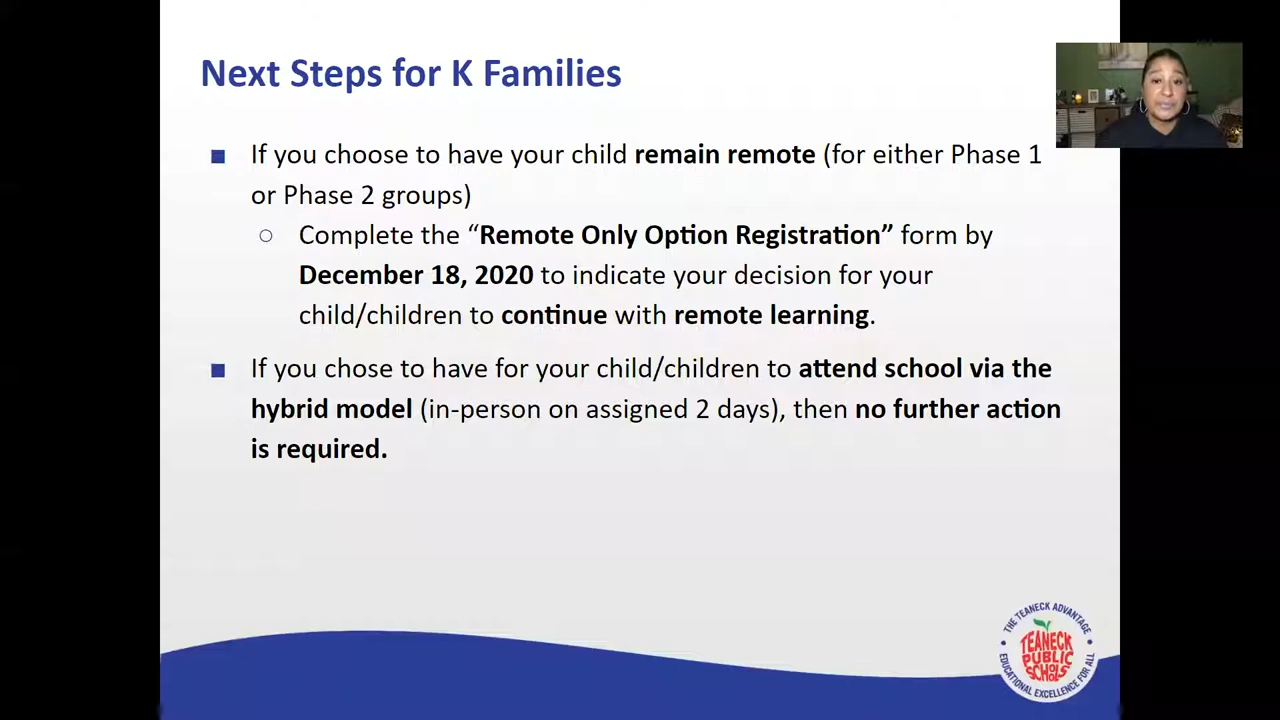 Next Steps for K Families
If you choose to have your child remain remote (for either Phase 1
or Phase 2 groups)
Complete the “Remote Only Option Registration” form by
December 18, 2020 to indicate your decision for your
child/children to continue with remote learning.
If you chose to have for your child/children to attend school via the
hybrid model (in-person on assigned 2 days), then no further action
is required.
THE TEANECK ADVANTAGE
TEANECK
PUBLIC
SCHOOLS
EDUCATIONAL EXCELLENCE FOR ALL